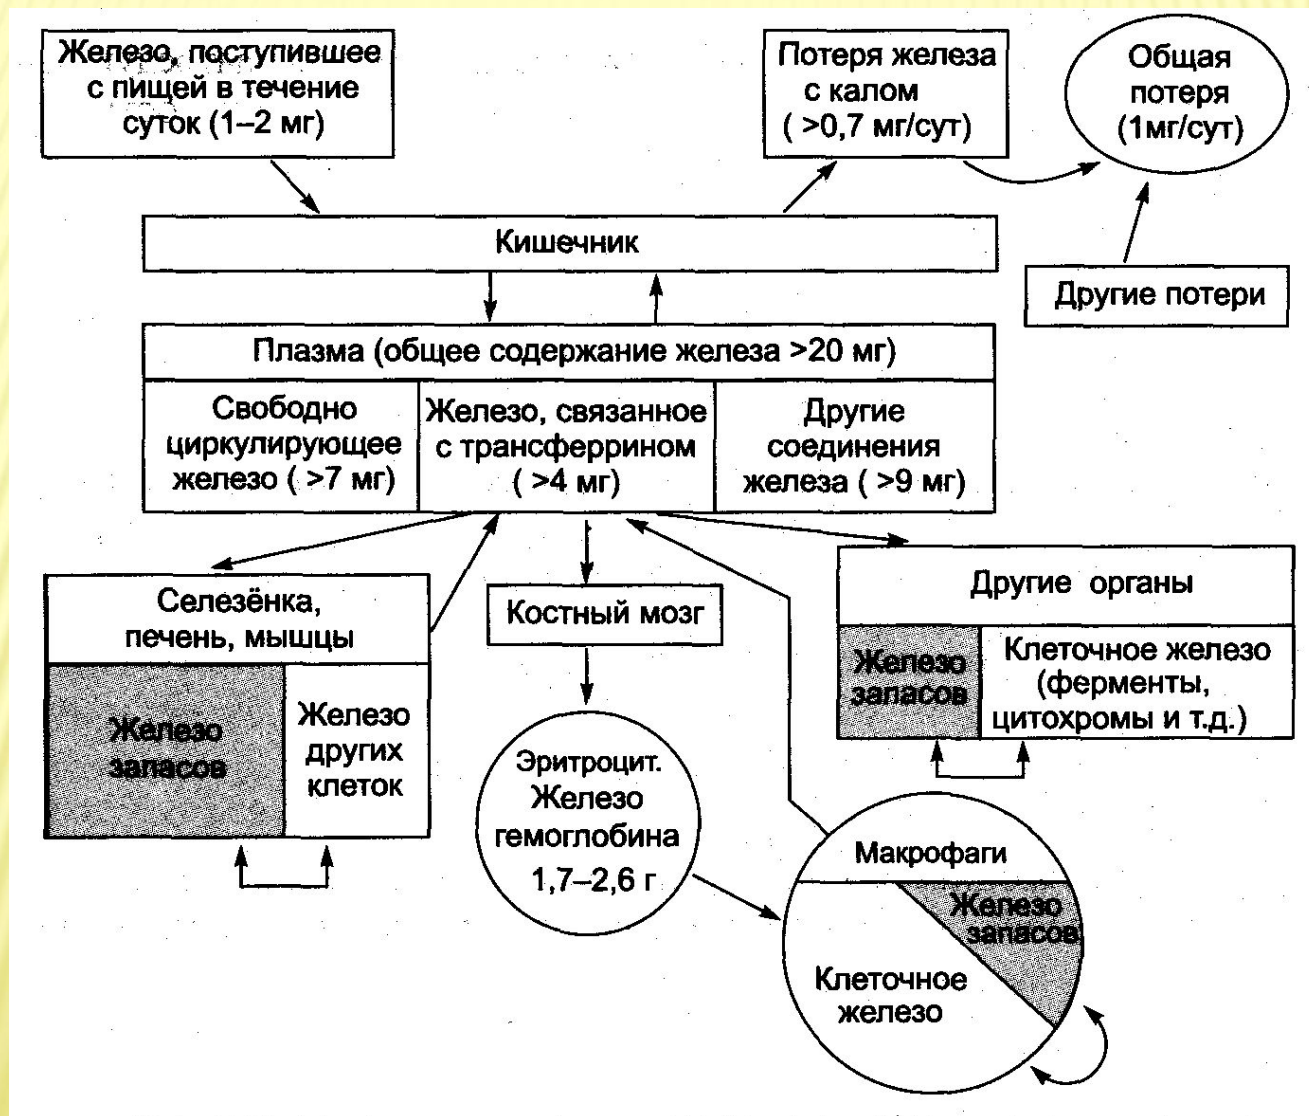 Железо, поступившее
с пищей в течение
суток (1–2 мг)
Потеря железа
с калом
( >0,7 мг/сут)
Общая
потеря
(1мг/сут)
Кишечник
Другие потери
Плазма (общее содержание железа >20 мг)
Свободно
циркулирующее
железо ( >7 мг)
Железо, связанное
с трансферрином
( >4 мг)
Другие
соединения
железа ( >9 мг)
Селезёнка,
печень, мышцы
Железо
запасов
Железо
других
клеток
Костный мозг
Эритроцит.
Железо
гемоглобина
1,7–2,6 г
Другие органы
Железо
запасов
Клеточное железо
(ферменты,
цитохромы и т.д.)
Макрофаги
Железо
запасов
Клеточное
железо